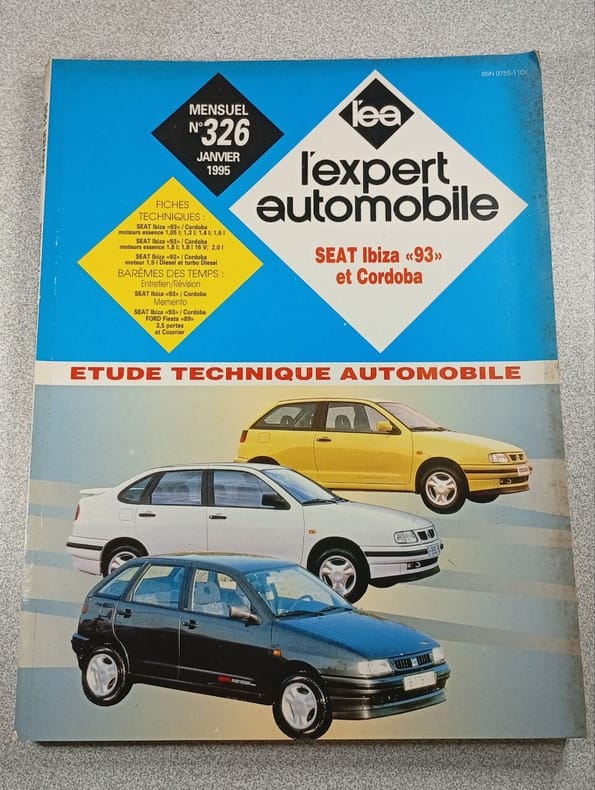 ISSN 0755-110X
MENSUEL
N°326
JANVIER
1995
l'ea
l'expert
automobile
SEAT Ibiza «93»
et Cordoba
FICHES
TECHNIQUES :
SEAT Ibiza «93» / Cordoba
moteurs essence 1,05 l; 1,3 l; 1,4 l; 1,6 l
SEAT Ibiza «93» / Cordoba
moteurs essence 1,8 l; 1,8 l 16 V; 2,0 l
SEAT Ibiza «93» / Cordoba
moteur 1,9 l Diesel et turbo Diesel
BARÊMES DES TEMPS :
Entretien/Révision
SEAT Ibiza «93» / Cordoba
Mémento
SEAT Ibiza «93» / Cordoba
FORD Fiesta «89»
3,5 portes
et Courrier
ETUDE TECHNIQUE AUTOMOBILE